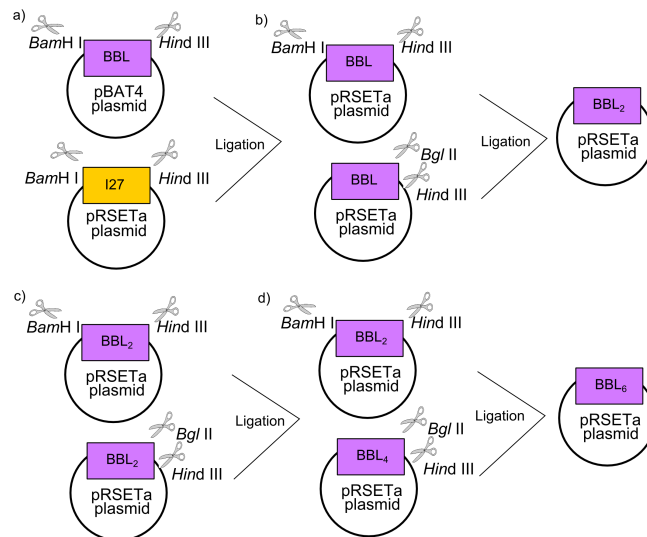 a)
BamH I
Hind III
BBL
pBAT4
plasmid
BamH I
Hind III
I27
pRSETa
plasmid
Ligation
b)
BamH I
Hind III
BBL
pRSETa
plasmid
Bgl II
BBL
Hind III
pRSETa
plasmid
Ligation
BBL₂
pRSETa
plasmid
c)
BamH I
Hind III
BBL₂
pRSETa
plasmid
Bgl II
BBL₂
Hind III
pRSETa
plasmid
Ligation
d)
BamH I
Hind III
BBL₂
pRSETa
plasmid
Bgl II
BBL₄
Hind III
pRSETa
plasmid
Ligation
BBL₆
pRSETa
plasmid